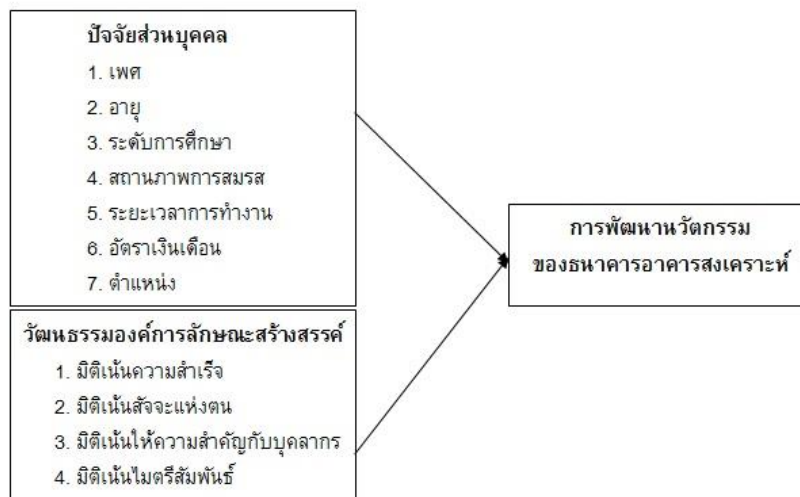 ปัจจัยส่วนบุคคล
1. เพศ
2. อายุ
3. ระดับการศึกษา
4. สถานภาพการสมรส
5. ระยะเวลาการทำงาน
6. อัตราเงินเดือน
7. ตำแหน่ง
วัฒนธรรมองค์การลักษณะสร้างสรรค์
1. มิติเน้นความสำเร็จ
2. มิติเน้นสัจจะแห่งตน
3. มิติเน้นให้ความสำคัญกับบุคลากร
4. มิติเน้นไมตรีสัมพันธ์
การพัฒนานวัตกรรม
ของธนาคารอาคารสงเคราะห์